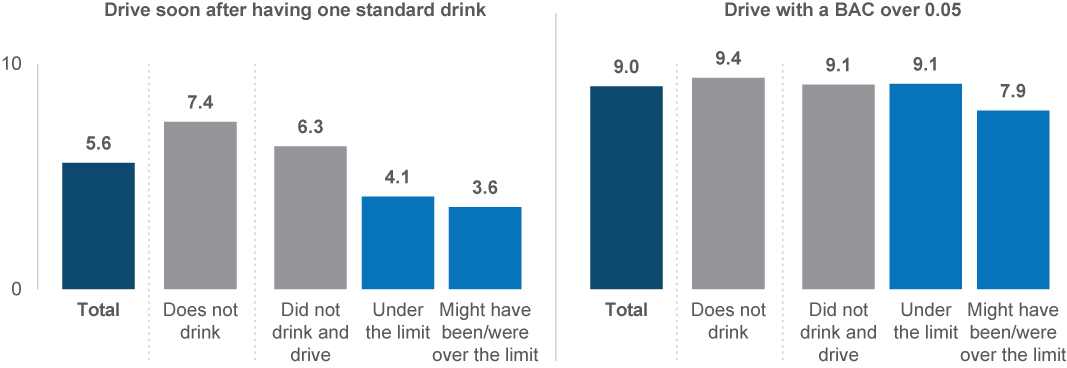 Drive soon after having one standard drink
10
0
5.6
7.4
6.3
4.1
3.6
Total
Does not
drink
Did not
drink and
drive
Under
the limit
Might have
been/were
over the limit
Drive with a BAC over 0.05
9.0
9.4
9.1
9.1
7.9
Total
Does not
drink
Did not
drink and
drive
Under
the limit
Might have
been/were
over the limit